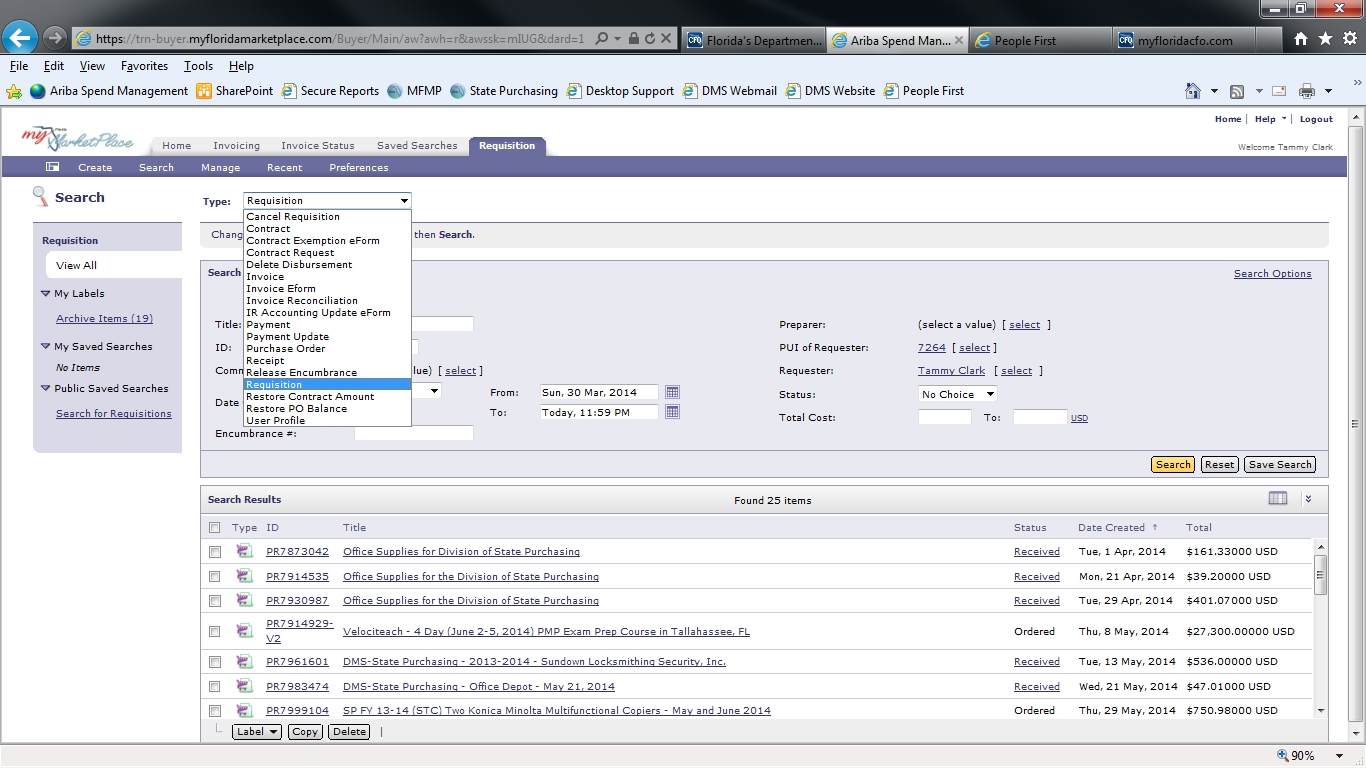 https://trn-buyer.myfloridamarketplace.com/Buyer/Main/aw?awh=r&awssk=mIUG&dard=1
Florida's Departmen...
Ariba Spend Man...
People First
myfloridacfo.com
File Edit View Favorites Tools Help
Ariba Spend Management SharePoint Secure Reports MFMP State Purchasing Desktop Support DMS Webmail DMS Website People First
Home Help Logout
my Florida MarketPlace
Home Invoicing Invoice Status Saved Searches Requisition
Welcome Tammy Clark
Create Search Manage Recent Preferences
Search
Type: Requisition
Cancel Requisition
Contract
Contract Exemption eForm
Contract Request
Delete Disbursement
Invoice
Invoice Eform
Invoice Reconciliation
IR Accounting Update eForm
Payment
Payment Update
Purchase Order
Receipt
Release Encumbrance
Requisition
Restore Contract Amount
Restore PO Balance
User Profile
Requisition
View All
My Labels
Archive Items (19)
My Saved Searches
No Items
Public Saved Searches
Search for Requisitions
Chang then Search.
Search
Search Options
Title:
Preparer: (select a value) [ select ]
ID:
PUI of Requester: 7264 [ select ]
Com ue) [ select ]
Requester: Tammy Clark [ select ]
Date
From: Sun, 30 Mar, 2014
Status: No Choice
To: Today, 11:59 PM
Total Cost: To: USD
Encumbrance #:
Search Reset Save Search
Search Results Found 25 items
Type ID Title Status Date Created ↑ Total
PR7873042 Office Supplies for Division of State Purchasing Received Tue, 1 Apr, 2014 $161.33000 USD
PR7914535 Office Supplies for the Division of State Purchasing Received Mon, 21 Apr, 2014 $39.20000 USD
PR7930987 Office Supplies for the Division of State Purchasing Received Tue, 29 Apr, 2014 $401.07000 USD
PR7914929-V2 Velociteach - 4 Day (June 2-5, 2014) PMP Exam Prep Course in Tallahassee, FL Ordered Thu, 8 May, 2014 $27,300.00000 USD
PR7961601 DMS-State Purchasing - 2013-2014 - Sundown Locksmithing Security, Inc. Received Tue, 13 May, 2014 $536.00000 USD
PR7983474 DMS-State Purchasing - Office Depot - May 21, 2014 Received Wed, 21 May, 2014 $47.01000 USD
PR7999104 SP FY 13-14 (STC) Two Konica Minolta Multifunctional Copiers - May and June 2014 Ordered Thu, 29 May, 2014 $750.98000 USD
Label Copy Delete
90%